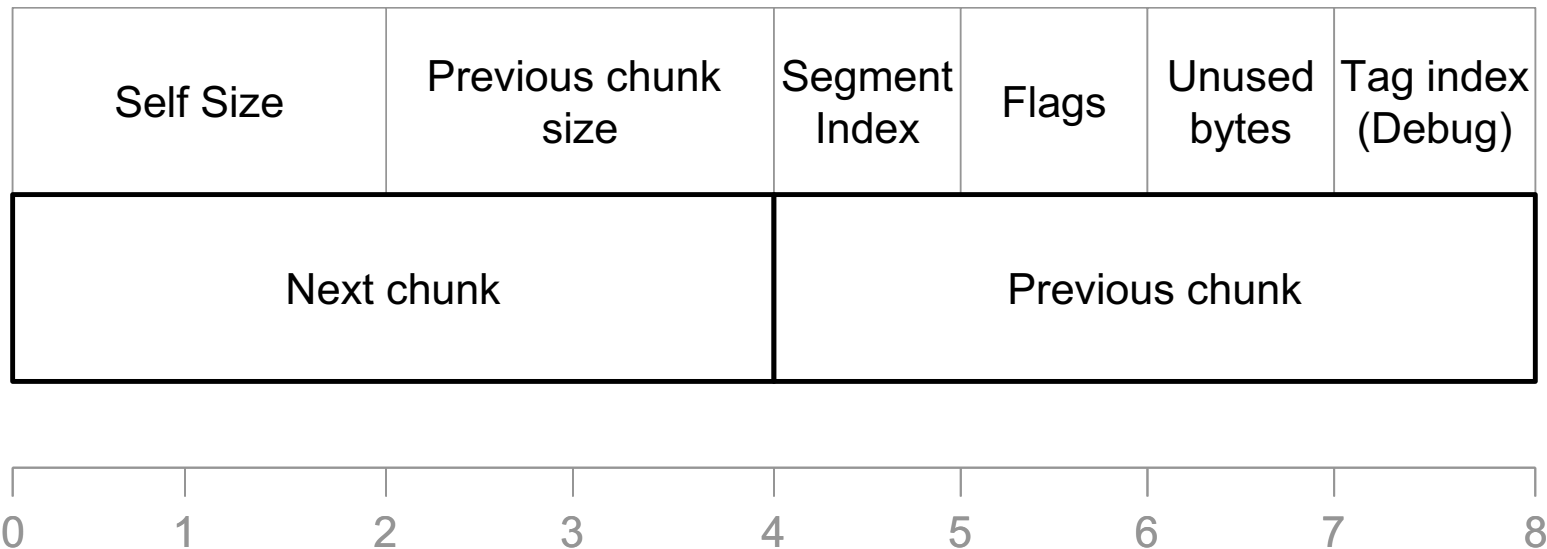 Self Size
Previous chunk
size
Segment
Index
Flags
Unused
bytes
Tag index
(Debug)
Next chunk
Previous chunk
0 1 2 3 4 5 6 7 8